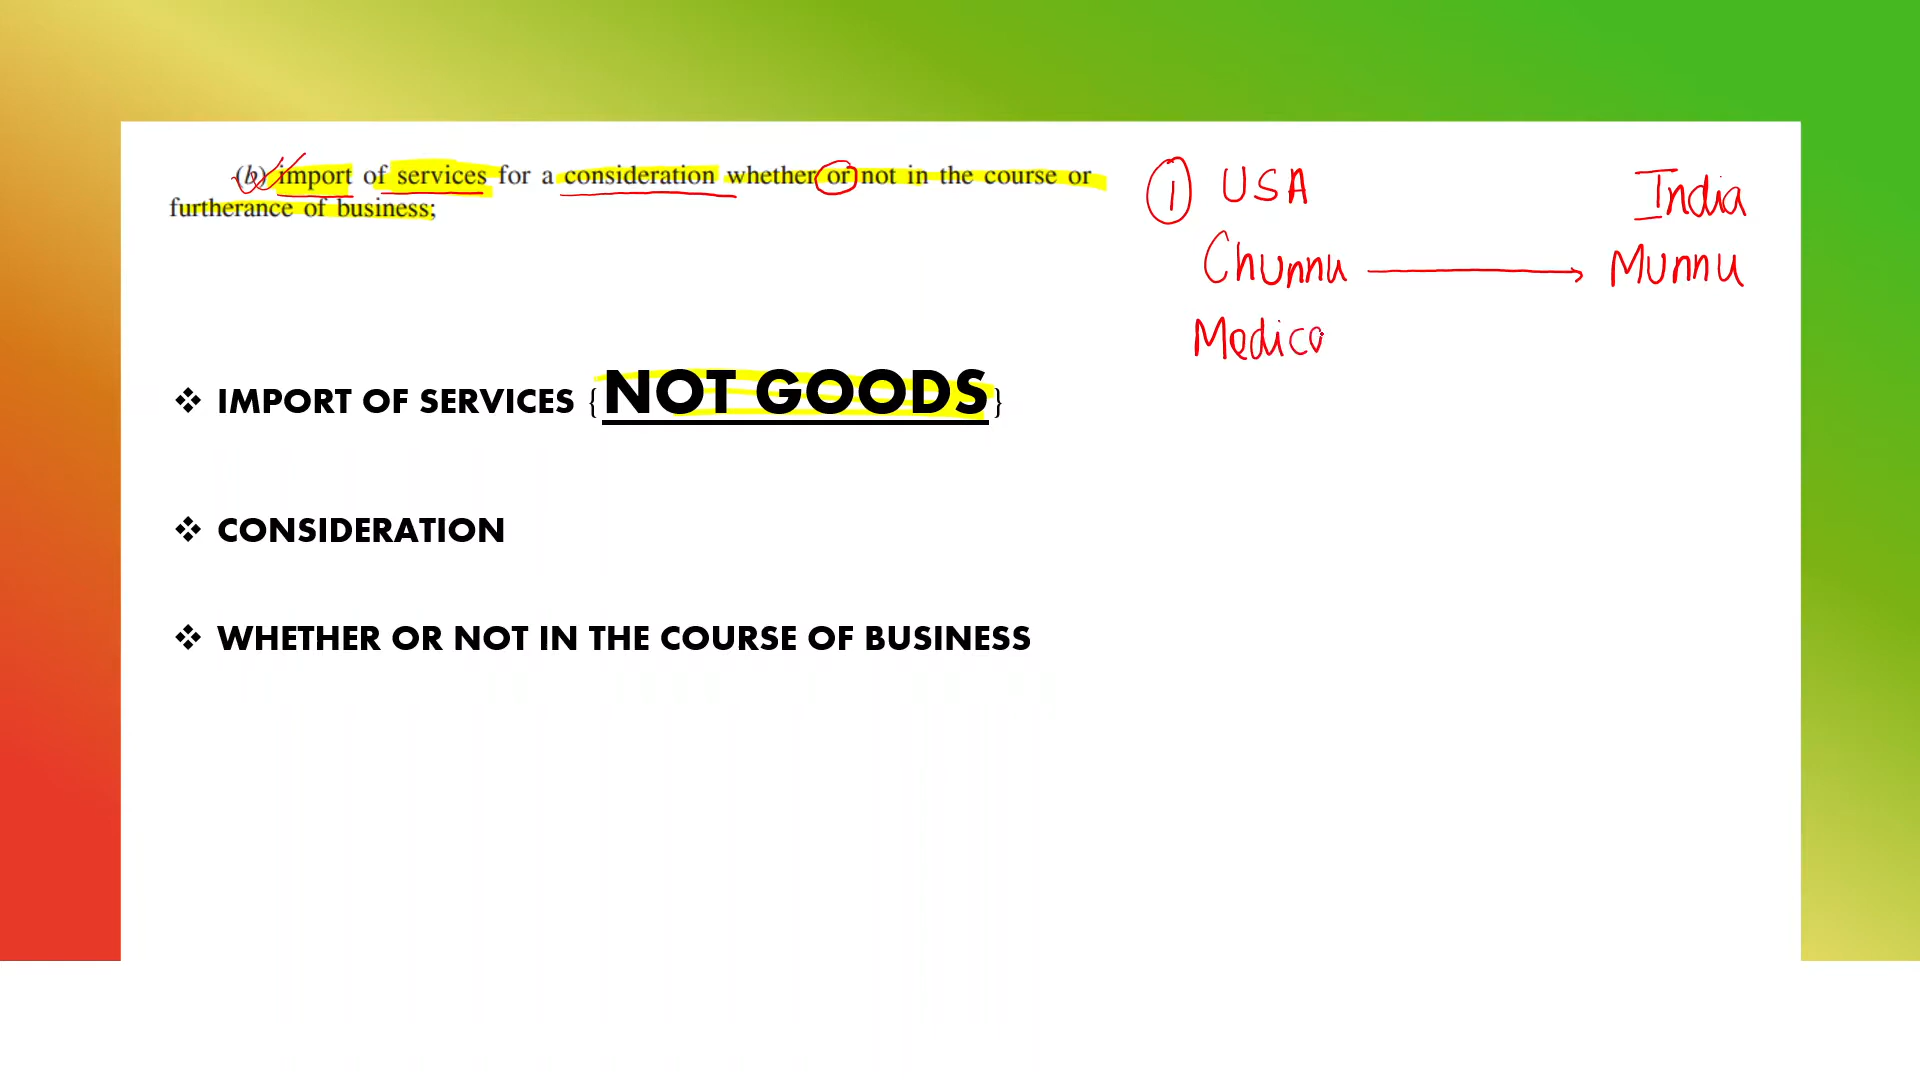 (b) import of services for a consideration whether or not in the course or
furtherance of business;
❖ IMPORT OF SERVICES {NOT GOODS}
❖ CONSIDERATION
❖ WHETHER OR NOT IN THE COURSE OF BUSINESS
① USA India
Chunnu → Munnu
Medica